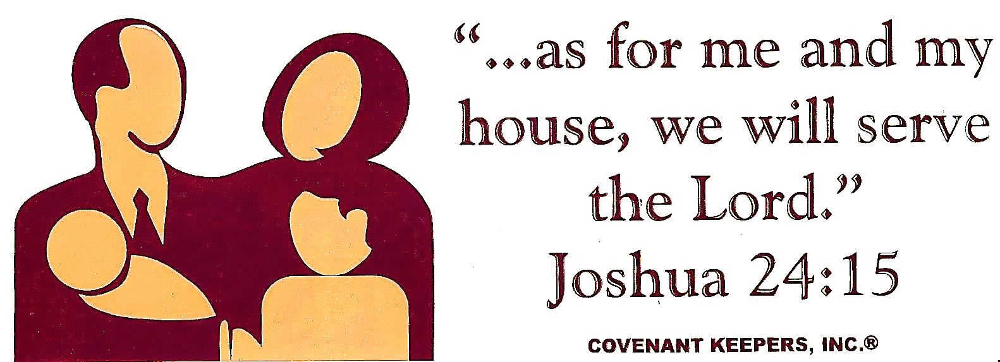 “...as for me and my
house, we will serve
the Lord.”
Joshua 24:15
COVENANT KEEPERS, INC.®